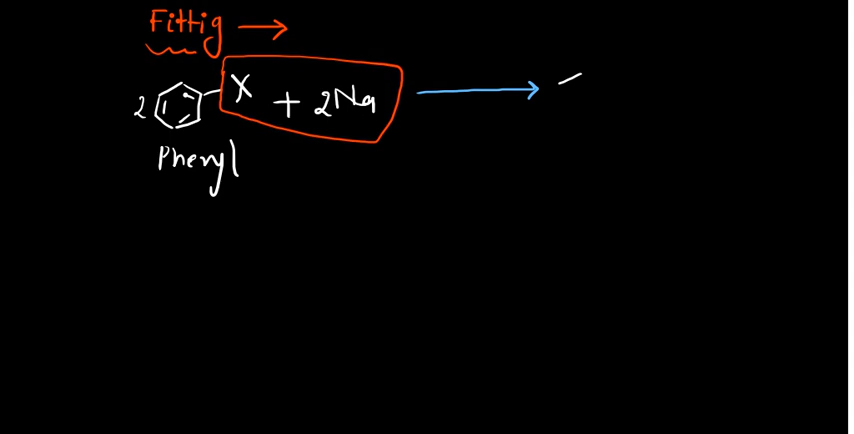 Fittig →
2 X + 2Na →
Phenyl